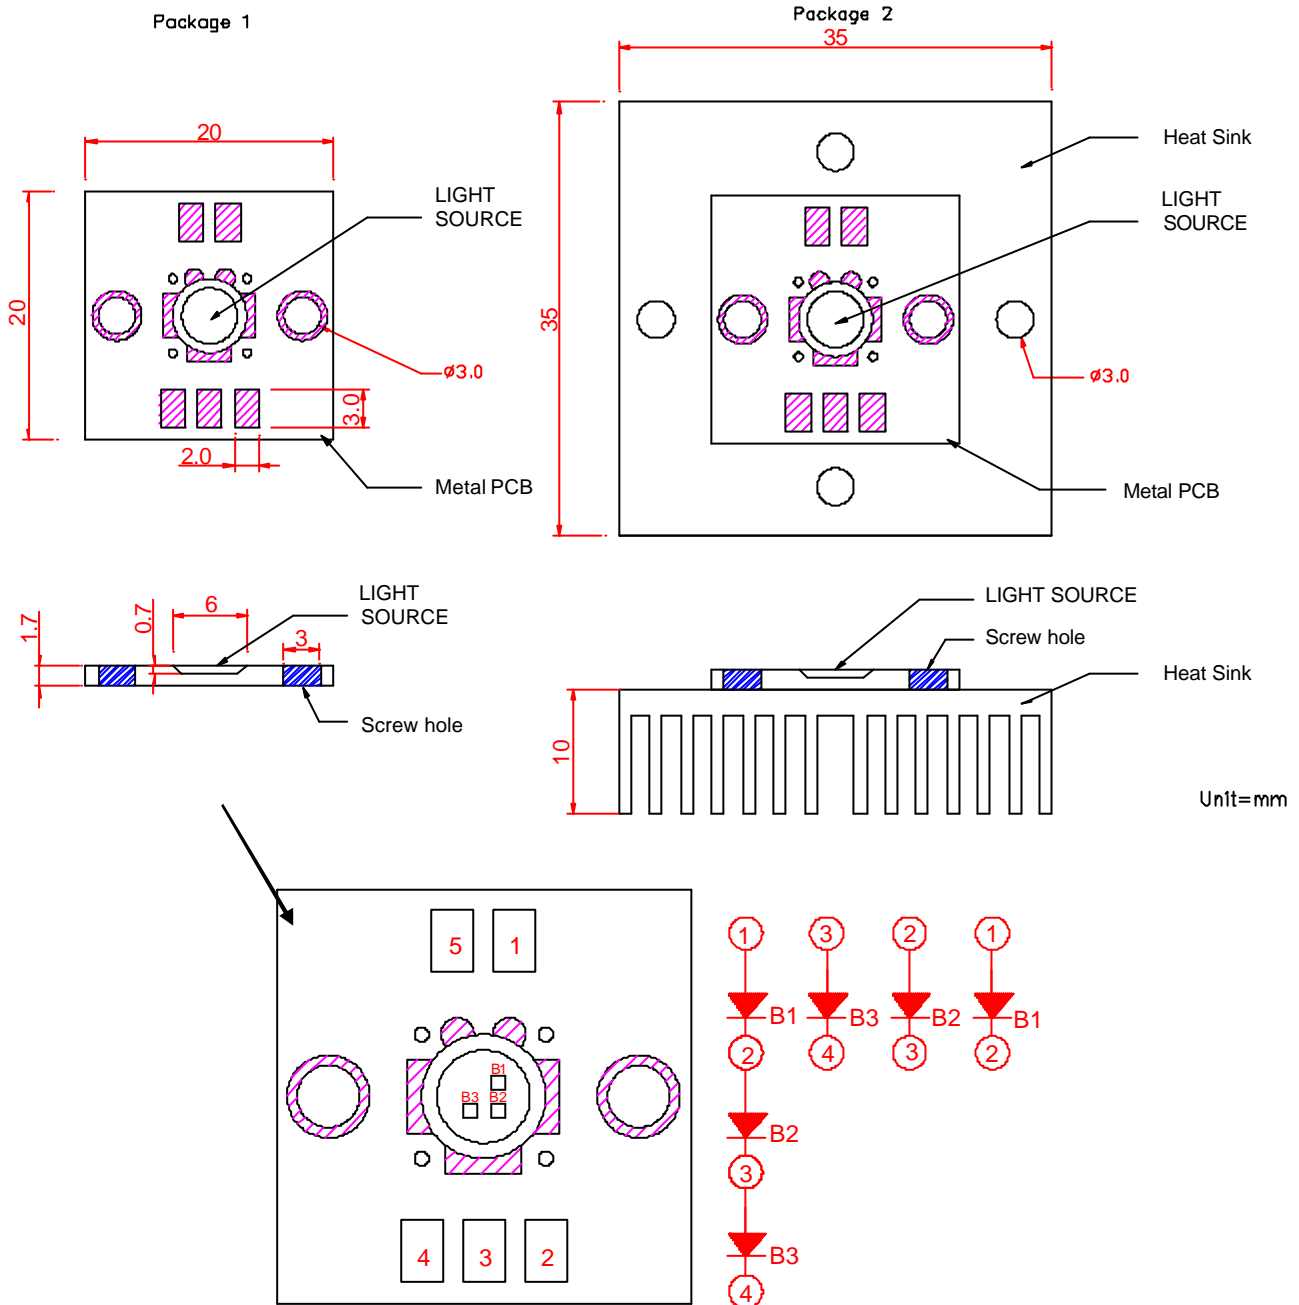 Package 1
Package 2
35
20
Heat Sink
LIGHT
SOURCE
LIGHT
SOURCE
20
35
ø3.0
ø3.0
3.0
2.0
Metal PCB
Metal PCB
LIGHT
SOURCE
LIGHT SOURCE
1.7
0.7
6
3
Screw hole
Heat Sink
Screw hole
10
Unit=mm
5 1
1 3 2 1
B1 B3 B2 B1
2 4 3 2
B1
B3 B2
B2
3
4 3 2
B3
4